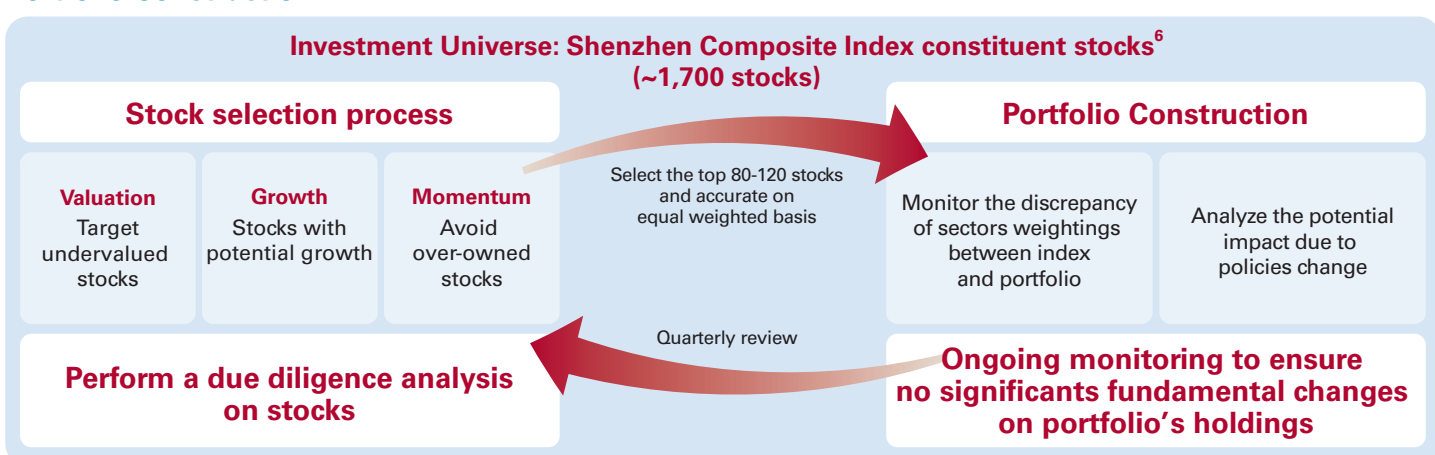 Investment Universe: Shenzhen Composite Index constituent stocks6
(~1,700 stocks)
Stock selection process
Valuation
Target
undervalued
stocks
Growth
Stocks with
potential growth
Momentum
Avoid
over-owned
stocks
Select the top 80-120 stocks
and accurate on
equal weighted basis
Portfolio Construction
Monitor the discrepancy
of sectors weightings
between index
and portfolio
Analyze the potential
impact due to
policies change
Quarterly review
Perform a due diligence analysis
on stocks
Ongoing monitoring to ensure
no significants fundamental changes
on portfolio’s holdings